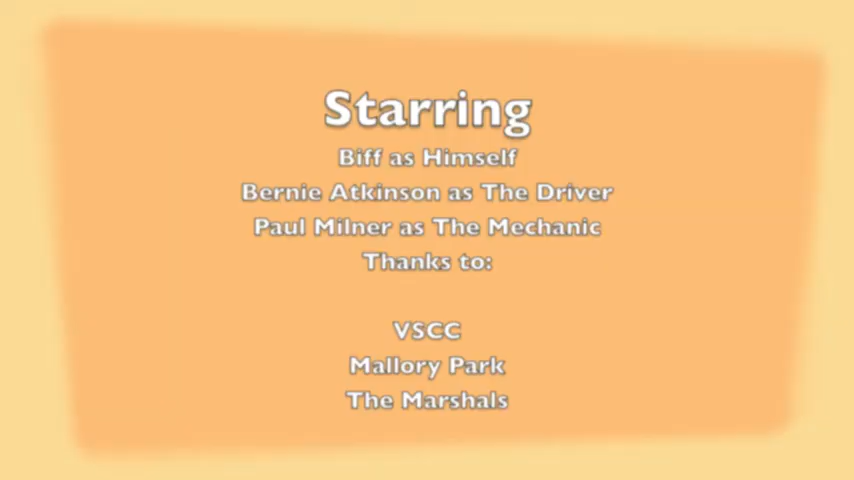 Starring
Biff as Himself
Bernie Atkinson as The Driver
Paul Milner as The Mechanic
Thanks to:
VSCC
Mallory Park
The Marshals